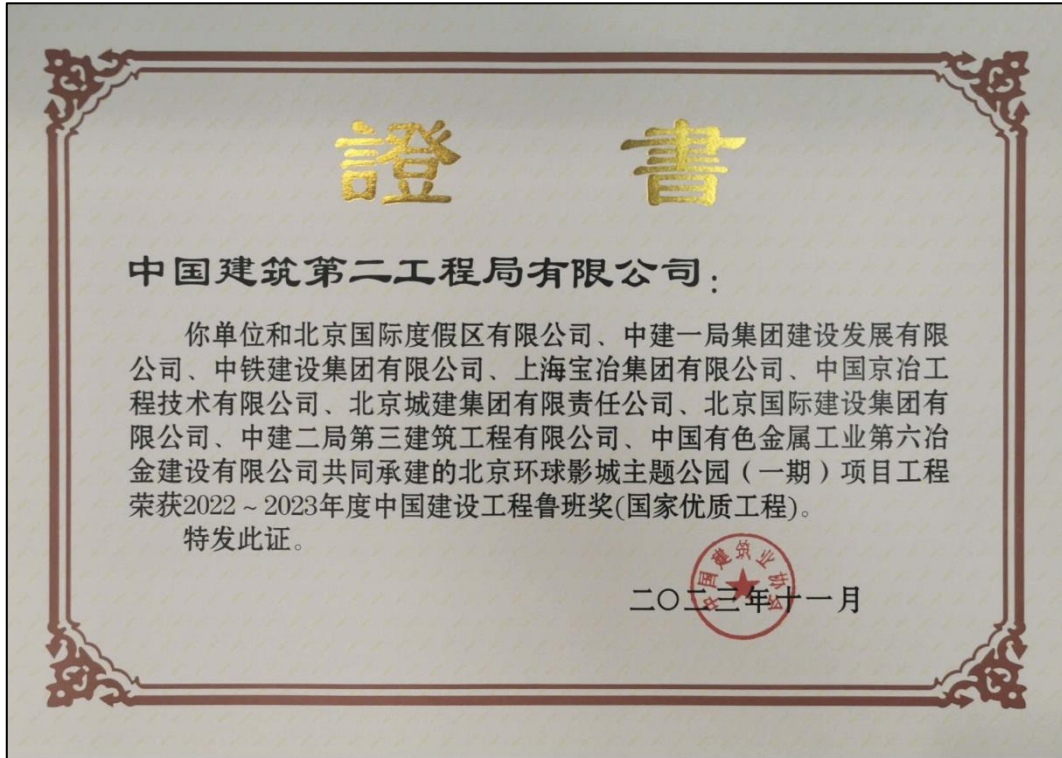 證書
中国建筑第二工程局有限公司：
你单位和北京国际度假区有限公司、中建一局集团建设发展有限
公司、中铁建设集团有限公司、上海宝冶集团有限公司、中国京冶工
程技术有限公司、北京城建集团有限责任公司、北京国际建设集团有
限公司、中建二局第三建筑工程有限公司、中国有色金属工业第六冶
金建设有限公司共同承建的北京环球影城主题公园（一期）项目工程
荣获2022～2023年度中国建设工程鲁班奖(国家优质工程)。
特发此证。
中国建筑业协会
二〇二三年十一月